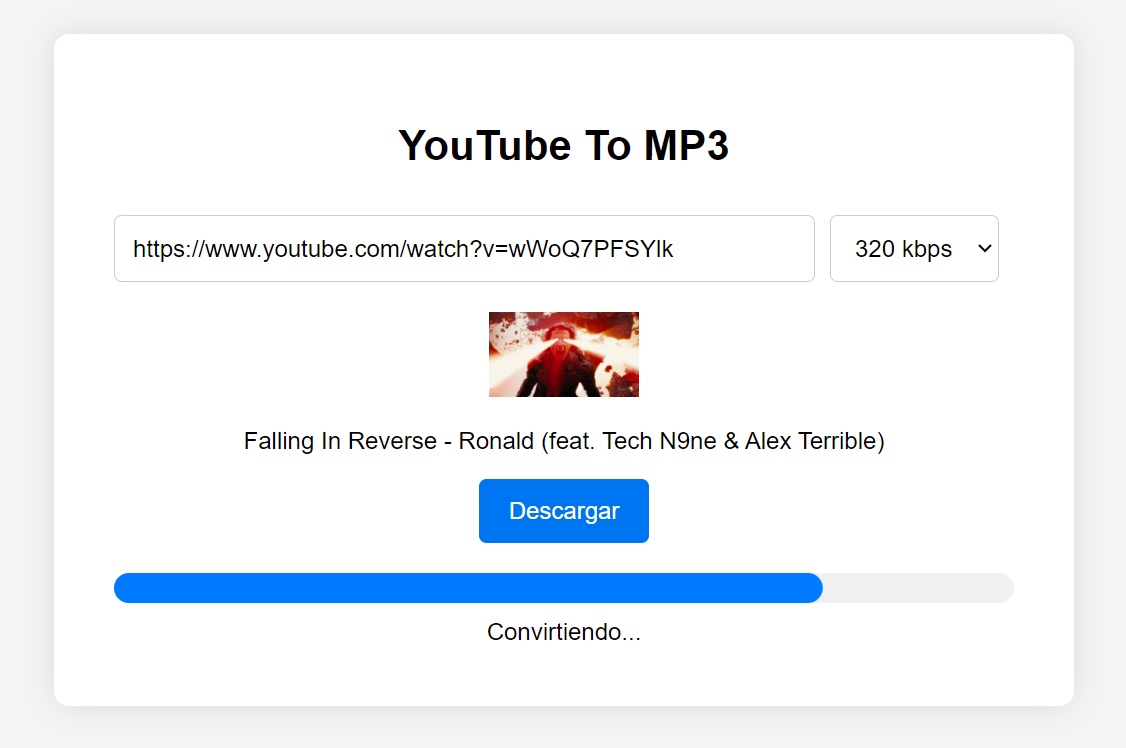 YouTube To MP3
https://www.youtube.com/watch?v=wWoQ7PFSYlk
320 kbps
Falling In Reverse - Ronald (feat. Tech N9ne & Alex Terrible)
Descargar
Convirtiendo...